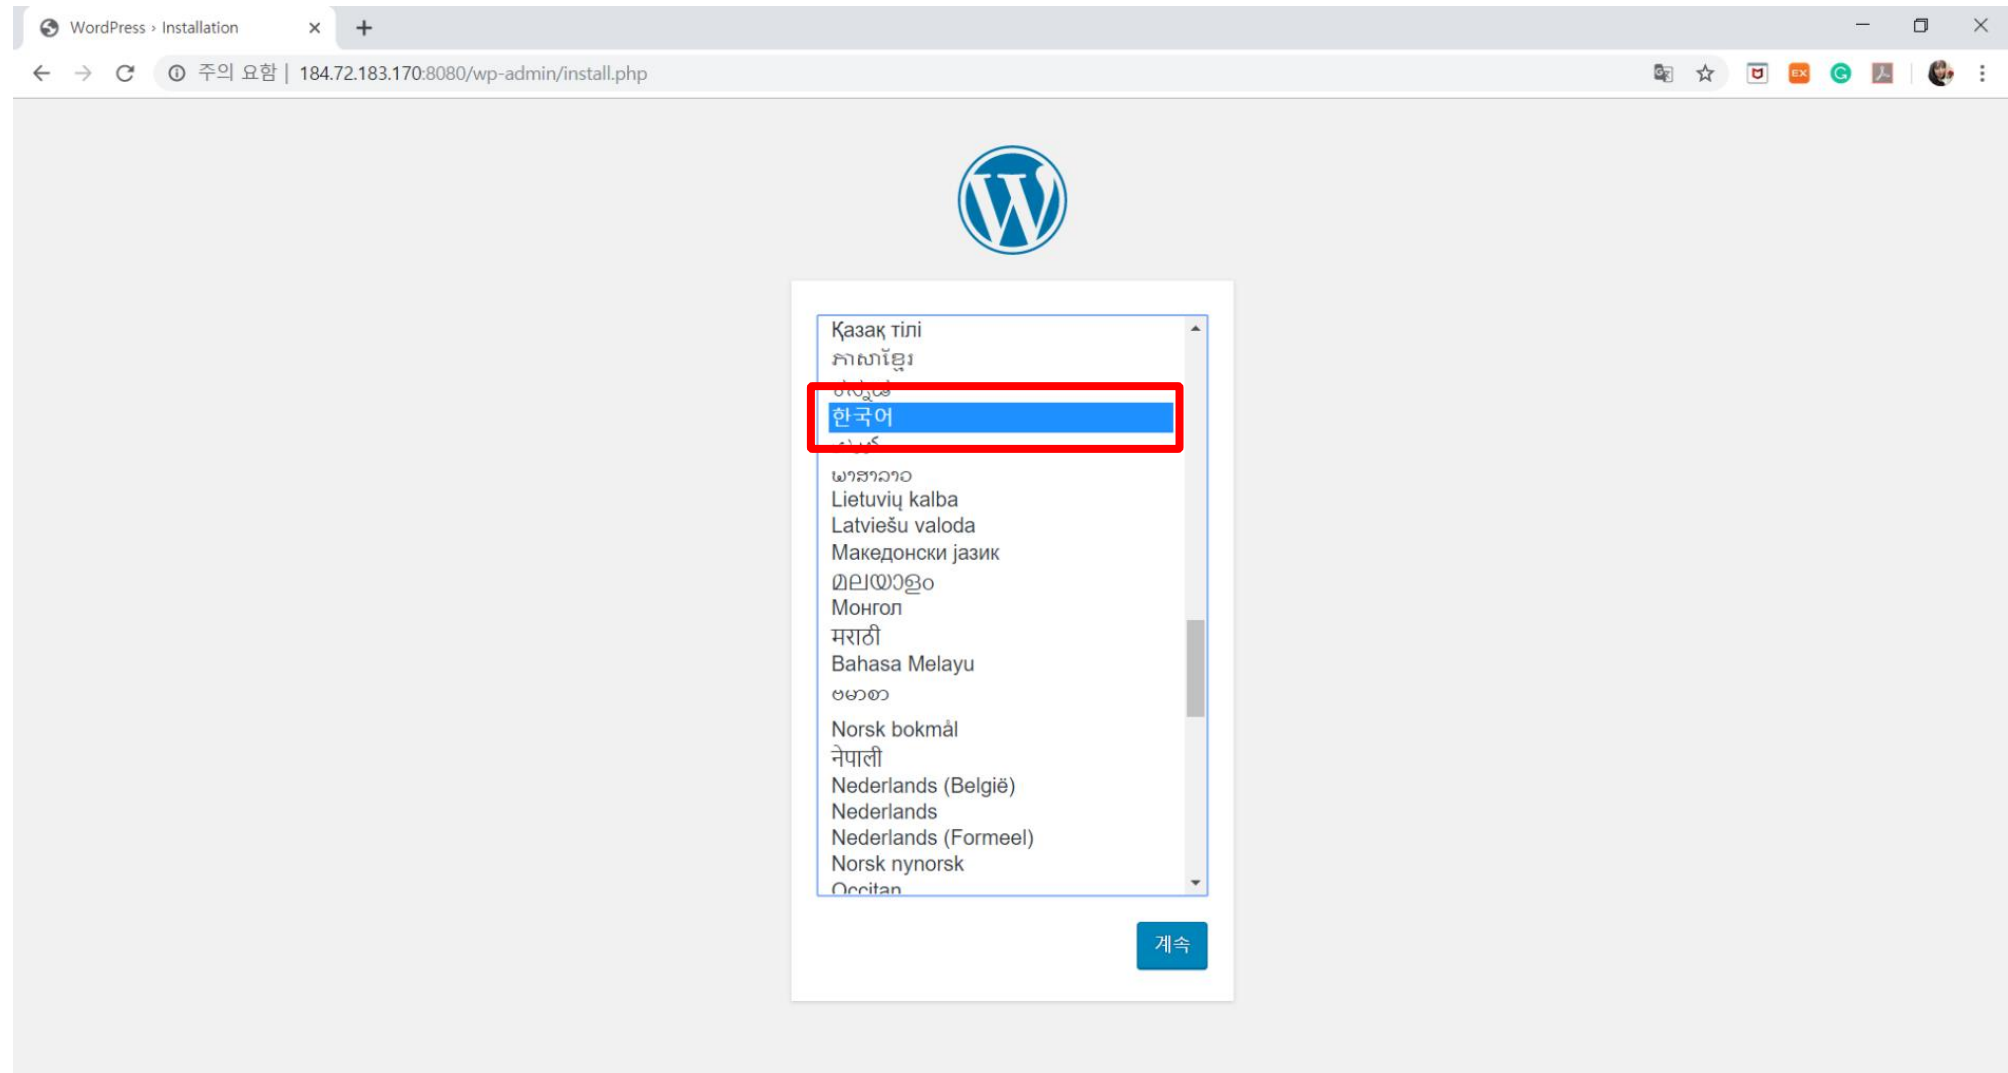 WordPress › Installation
주의 요함 | 184.72.183.170:8080/wp-admin/install.php
Қазақ тілі
ភាសាខ្មែរ
한국어
ພາສາລາວ
Lietuvių kalba
Latviešu valoda
Македонски јазик
മലയാളം
Монгол
मराठी
Bahasa Melayu
ဗမာစာ
Norsk bokmål
नेपाली
Nederlands (België)
Nederlands
Nederlands (Formeel)
Norsk nynorsk
Occitan
계속